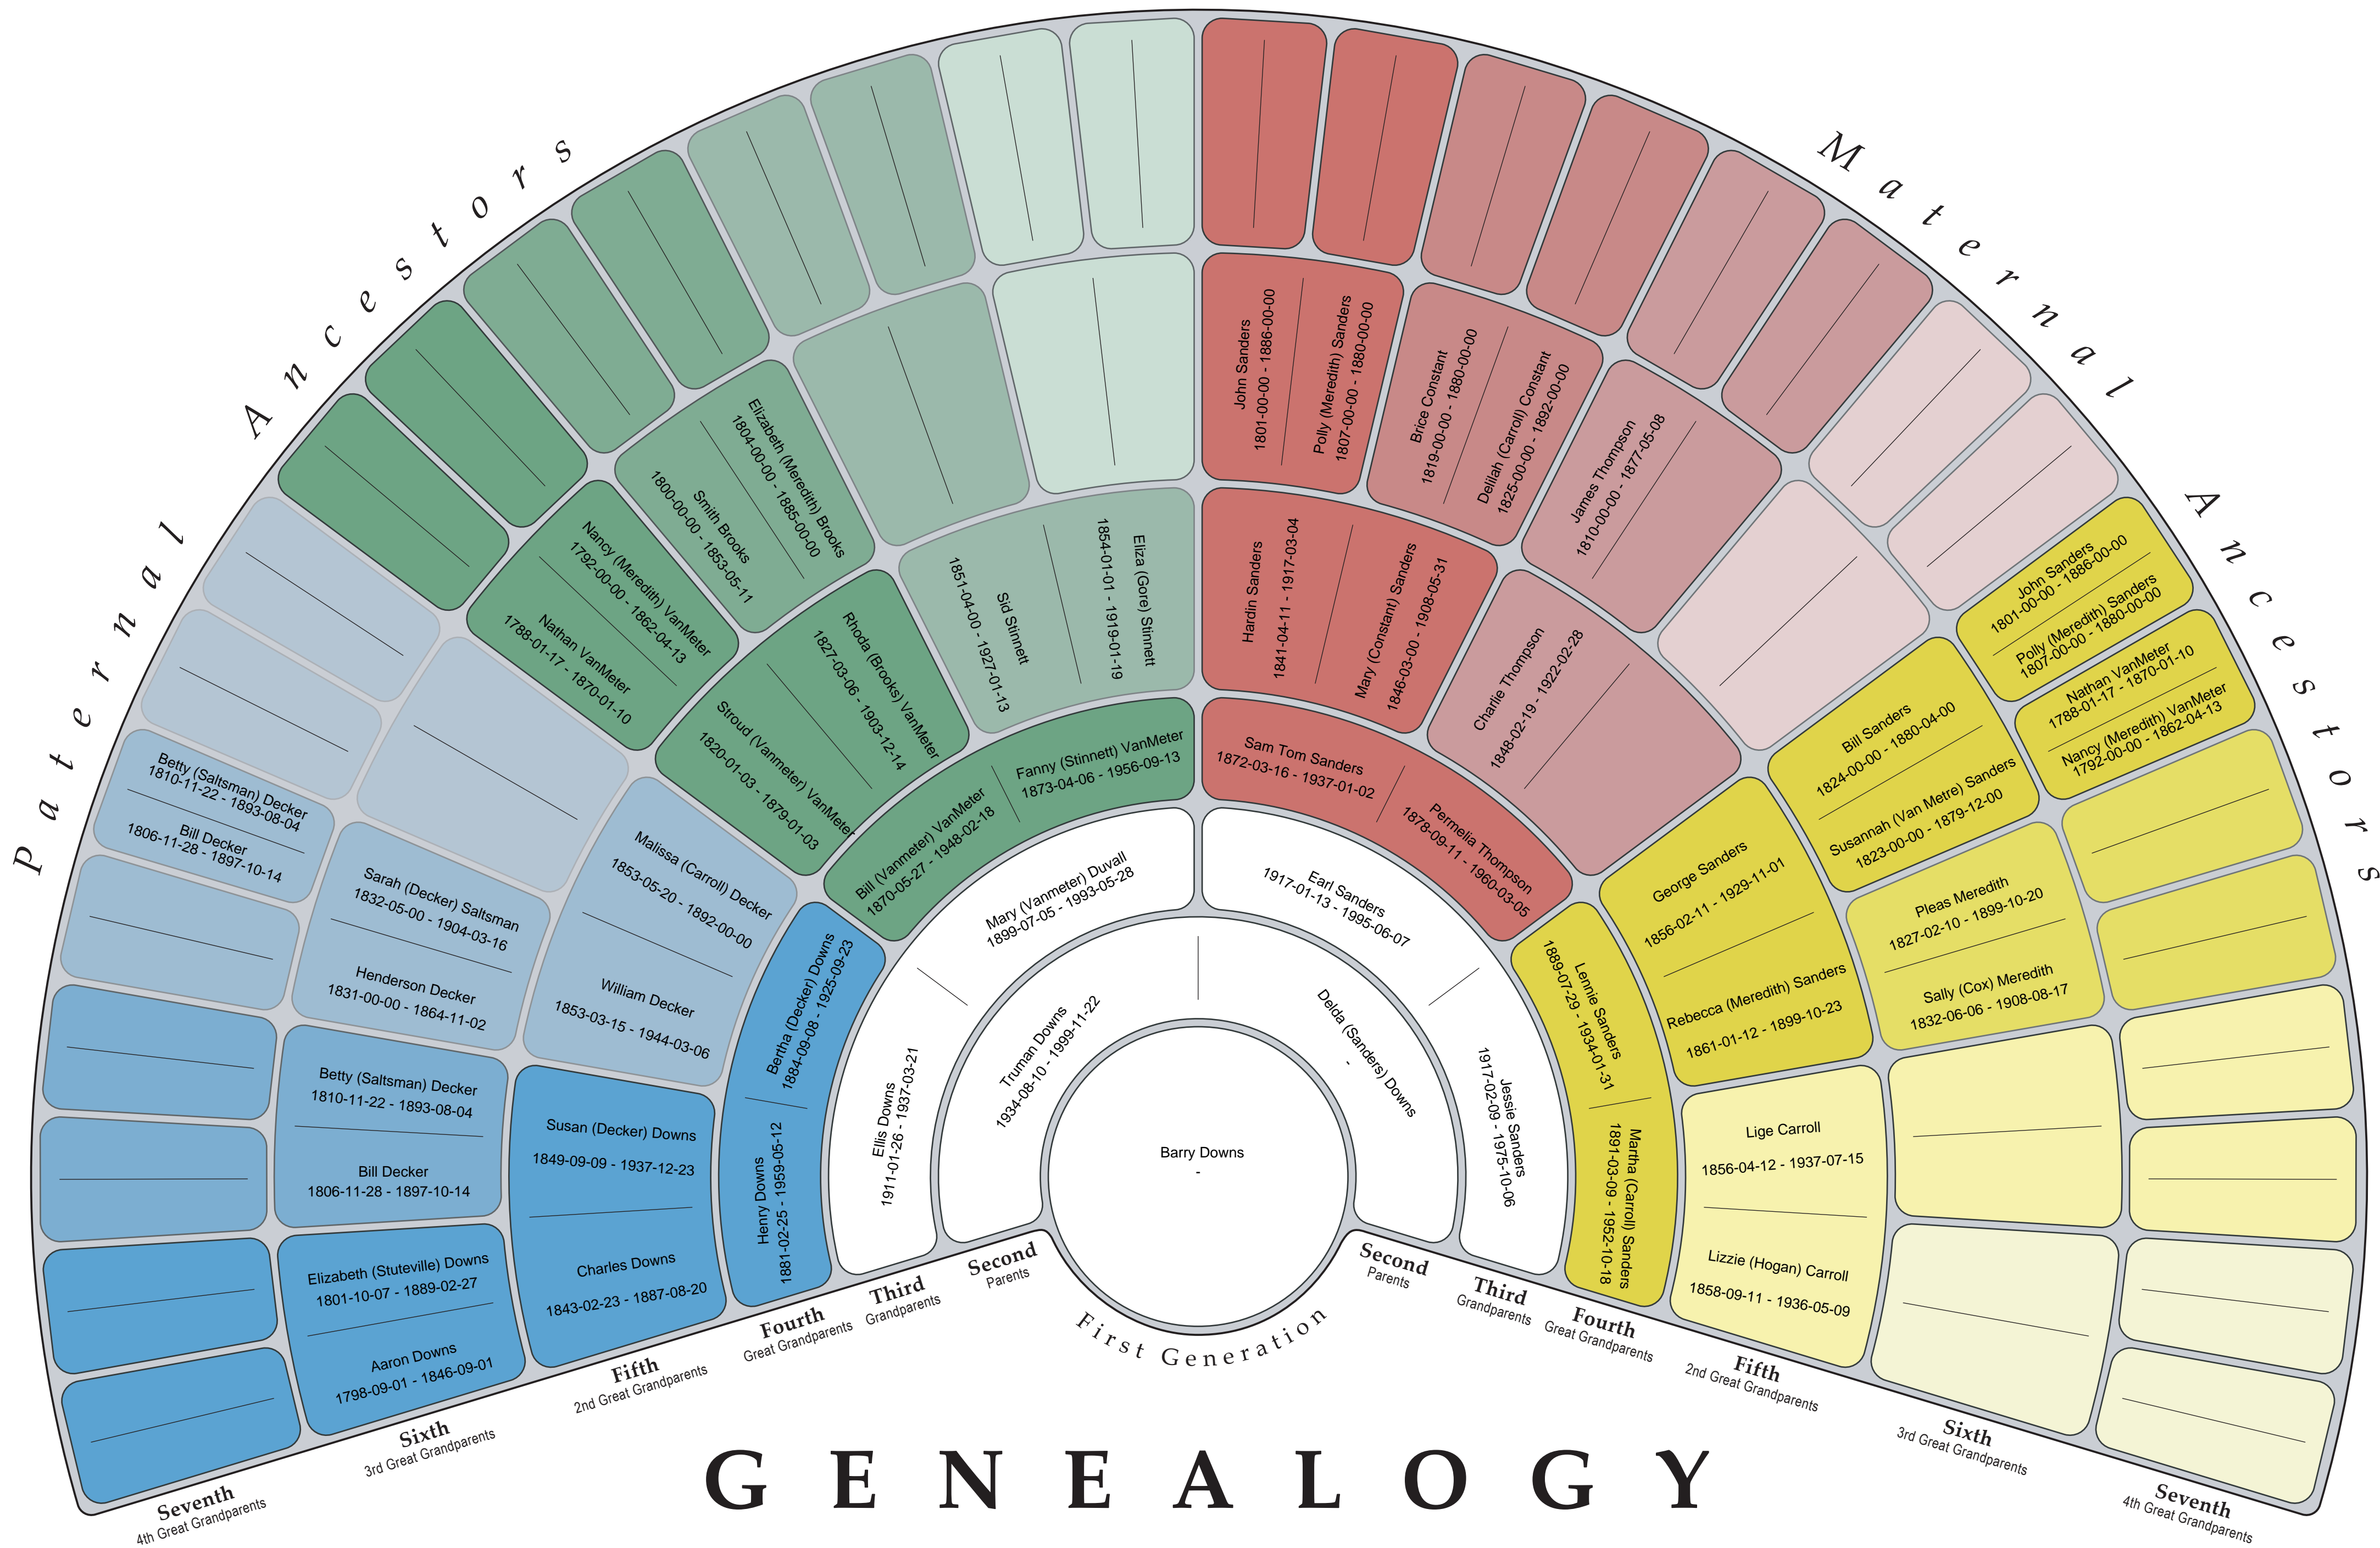 Paternal Ancestors
Maternal Ancestors
Barry Downs
-
Truman Downs
1934-08-10 - 1999-11-22
Delda (Sanders) Downs
-
Ellis Downs
1911-01-26 - 1937-03-21
Mary (Vanmeter) Duvall
1899-07-05 - 1993-05-28
Earl Sanders
1917-01-13 - 1995-06-07
Jessie Sanders
1917-02-09 - 1975-10-06
Henry Downs
1881-02-25 - 1959-05-12
Bertha (Decker) Downs
1884-09-08 - 1925-09-23
Bill (Vanmeter) VanMeter
1870-05-27 - 1948-02-18
Fanny (Stinnett) VanMeter
1873-04-06 - 1956-09-13
Sam Tom Sanders
1872-03-16 - 1937-01-02
Permelia Thompson
1878-09-11 - 1960-03-05
Lennie Sanders
1889-07-29 - 1934-01-31
Martha (Carroll) Sanders
1891-03-09 - 1952-10-18
Charles Downs
1843-02-23 - 1887-08-20
Susan (Decker) Downs
1849-09-09 - 1937-12-23
William Decker
1853-03-15 - 1944-03-06
Malissa (Carroll) Decker
1853-05-20 - 1892-00-00
Stroud (Vanmeter) VanMeter
1820-01-03 - 1879-01-03
Rhoda (Brooks) VanMeter
1827-03-06 - 1903-12-14
Sid Stinnett
1851-04-00 - 1927-01-13
Eliza (Gore) Stinnett
1854-01-01 - 1919-01-19
Hardin Sanders
1841-04-11 - 1917-03-04
Mary (Constant) Sanders
1846-03-00 - 1908-05-31
Charlie Thompson
1848-02-19 - 1922-02-28
George Sanders
1856-02-11 - 1929-11-01
Rebecca (Meredith) Sanders
1861-01-12 - 1899-10-23
Lige Carroll
1856-04-12 - 1937-07-15
Lizzie (Hogan) Carroll
1858-09-11 - 1936-05-09
Aaron Downs
1798-09-01 - 1846-09-01
Elizabeth (Stuteville) Downs
1801-10-07 - 1889-02-27
Bill Decker
1806-11-28 - 1897-10-14
Betty (Saltsman) Decker
1810-11-22 - 1893-08-04
Henderson Decker
1831-00-00 - 1864-11-02
Sarah (Decker) Saltsman
1832-05-00 - 1904-03-16
Nathan VanMeter
1788-01-17 - 1870-01-10
Nancy (Meredith) VanMeter
1792-00-00 - 1862-04-13
Smith Brooks
1800-00-00 - 1853-05-11
Elizabeth (Meredith) Brooks
1804-00-00 - 1885-00-00
John Sanders
1801-00-00 - 1886-00-00
Polly (Meredith) Sanders
1807-00-00 - 1880-00-00
Brice Constant
1819-00-00 - 1880-00-00
Delilah (Carroll) Constant
1825-00-00 - 1892-00-00
James Thompson
1810-00-00 - 1877-05-08
Bill Sanders
1824-00-00 - 1880-04-00
Susannah (Van Metre) Sanders
1823-00-00 - 1879-12-00
Pleas Meredith
1827-02-10 - 1899-10-20
Sally (Cox) Meredith
1832-06-06 - 1908-08-17
Bill Decker
1806-11-28 - 1897-10-14
Betty (Saltsman) Decker
1810-11-22 - 1893-08-04
John Sanders
1801-00-00 - 1886-00-00
Polly (Meredith) Sanders
1807-00-00 - 1880-00-00
Nathan VanMeter
1788-01-17 - 1870-01-10
Nancy (Meredith) VanMeter
1792-00-00 - 1862-04-13
Seventh
4th Great Grandparents
Sixth
3rd Great Grandparents
Fifth
2nd Great Grandparents
Fourth
Great Grandparents
Third
Grandparents
Second
Parents
First Generation
Second
Parents
Third
Grandparents
Fourth
Great Grandparents
Fifth
2nd Great Grandparents
Sixth
3rd Great Grandparents
Seventh
4th Great Grandparents
GENEALOGY